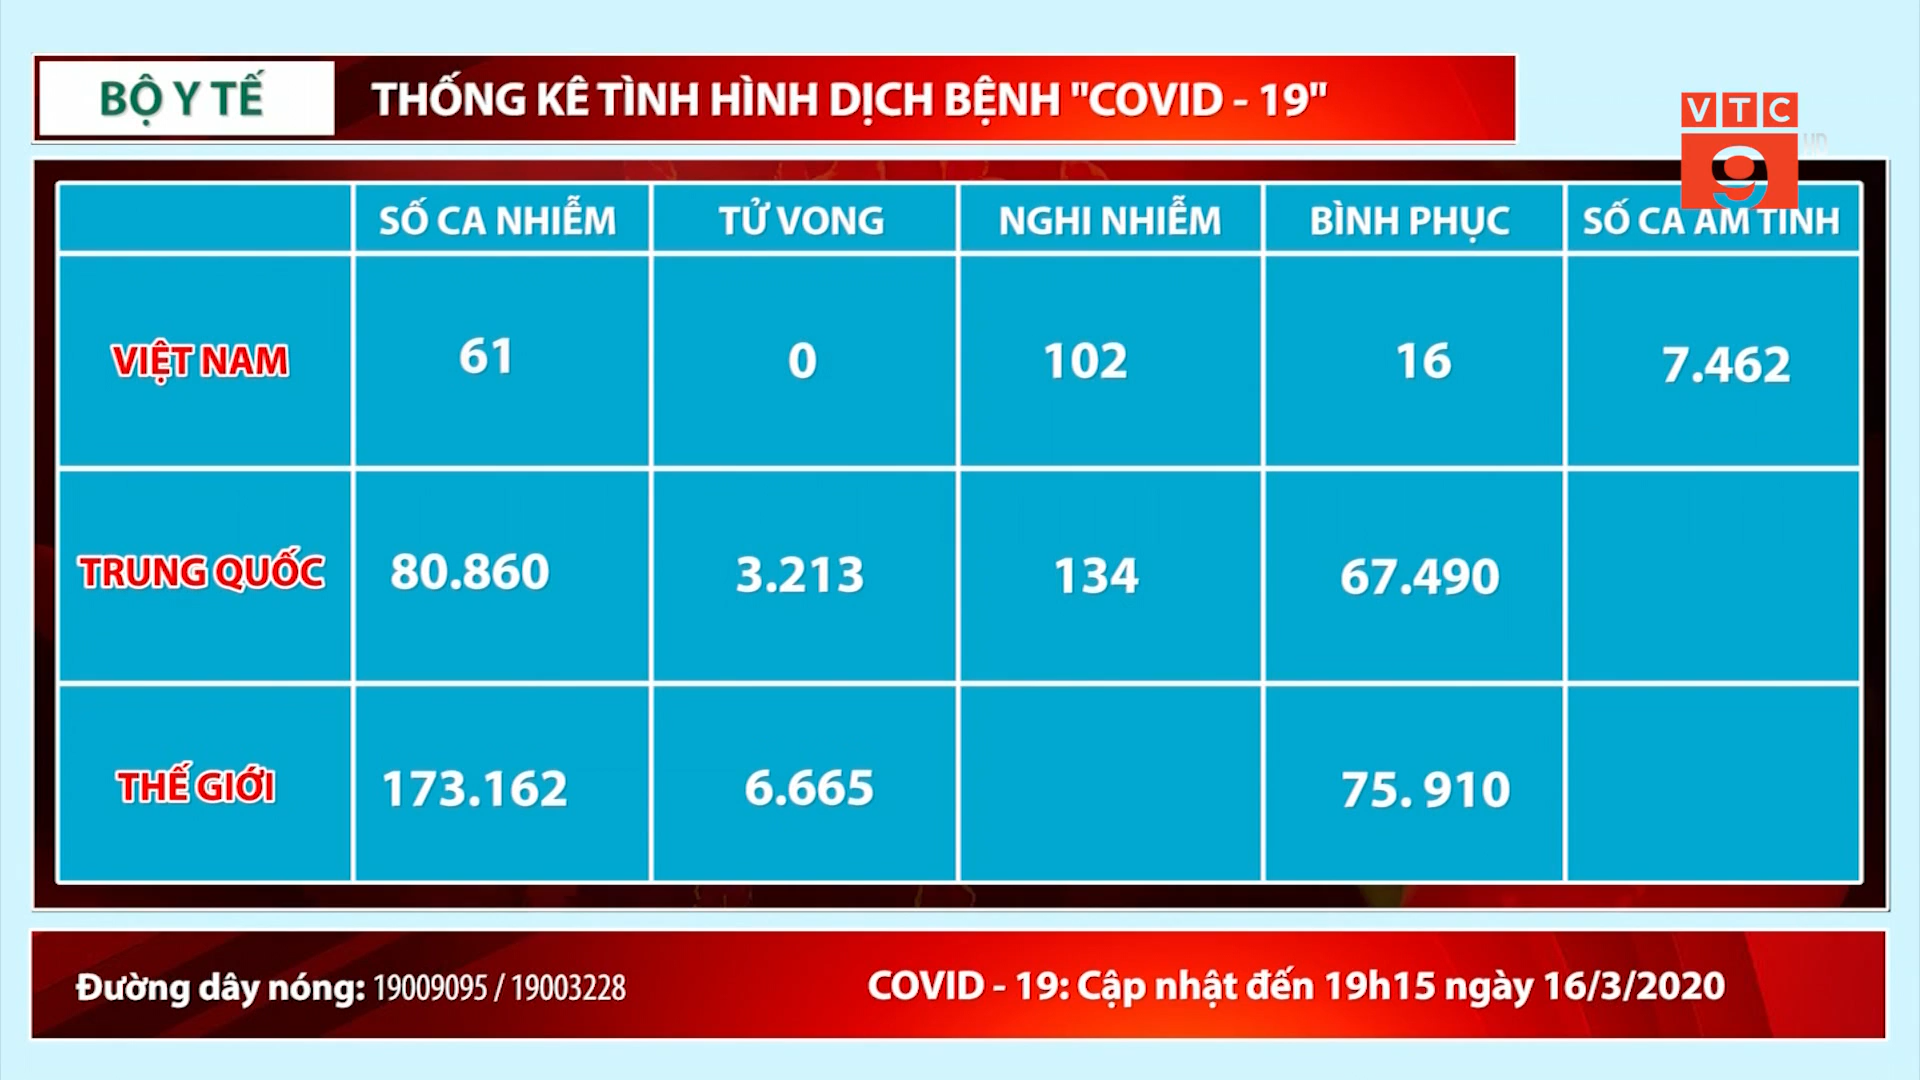 BỘ Y TẾ
THỐNG KÊ TÌNH HÌNH DỊCH BỆNH "COVID - 19"
VTC
9
SỐ CA NHIỄM TỬ VONG NGHI NHIỄM BÌNH PHỤC SỐ CA ÂM TÍNH
VIỆT NAM 61 0 102 16 7.462
TRUNG QUỐC 80.860 3.213 134 67.490
THẾ GIỚI 173.162 6.665 75. 910
Đường dây nóng: 19009095 / 19003228
COVID - 19: Cập nhật đến 19h15 ngày 16/3/2020